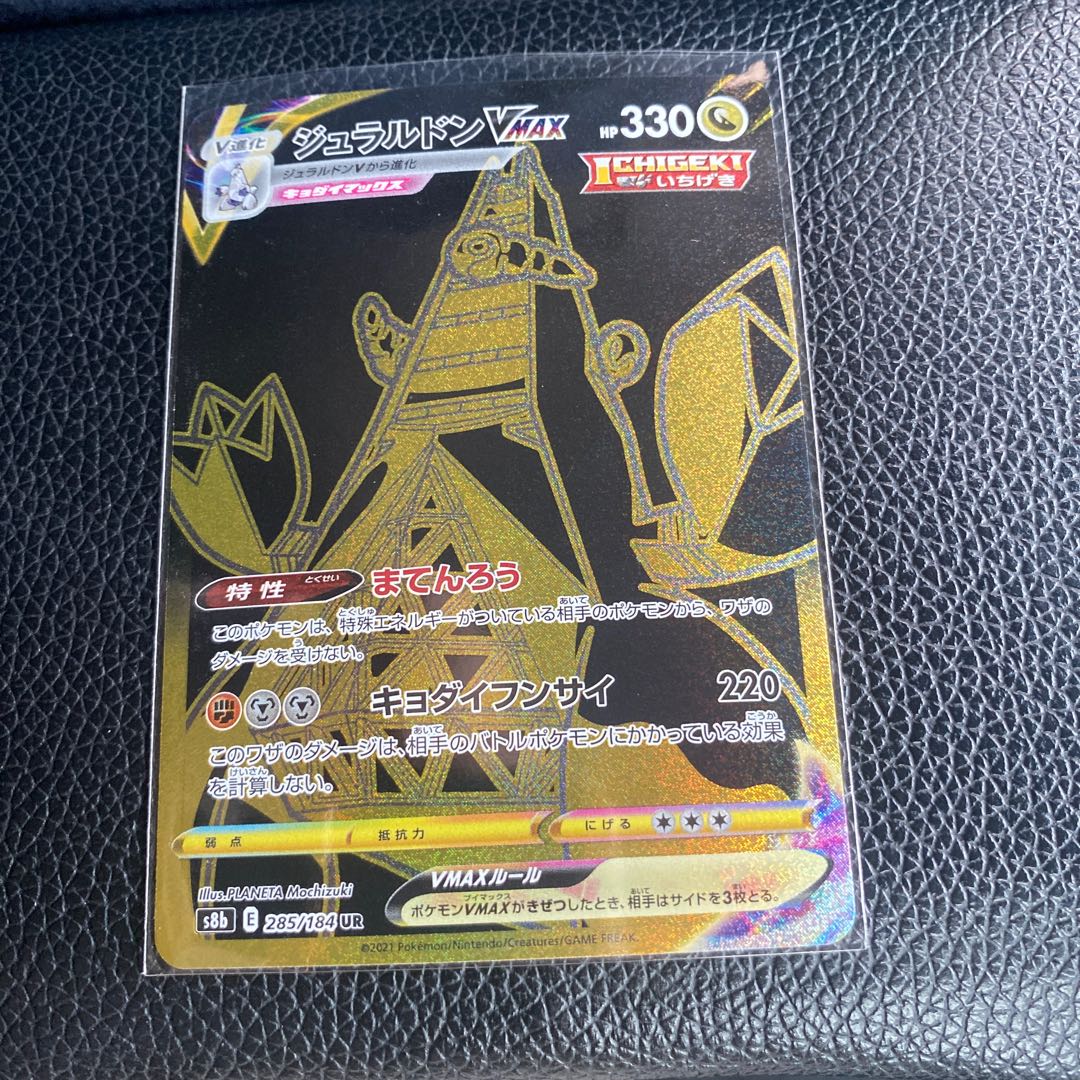 V進化
ジュラルドンVMAX
HP 330
ジュラルドンVから進化
キョダイマックス
ICHIGEKI
いちげき
特性 とくせい
まてんろう
このポケモンは、特殊エネルギーがついている相手のポケモンから、ワザの
ダメージを受けない。
キョダイフンサイ 220
このワザのダメージは、相手のバトルポケモンにかかっている効果
を計算しない。
弱点 抵抗力 にげる
VMAXルール
ポケモンVMAXがきぜつしたとき、相手はサイドを3枚とる。
Illus. PLANETA Mochizuki
s8b E 285/184 UR
©2021 Pokémon/Nintendo/Creatures/GAME FREAK.